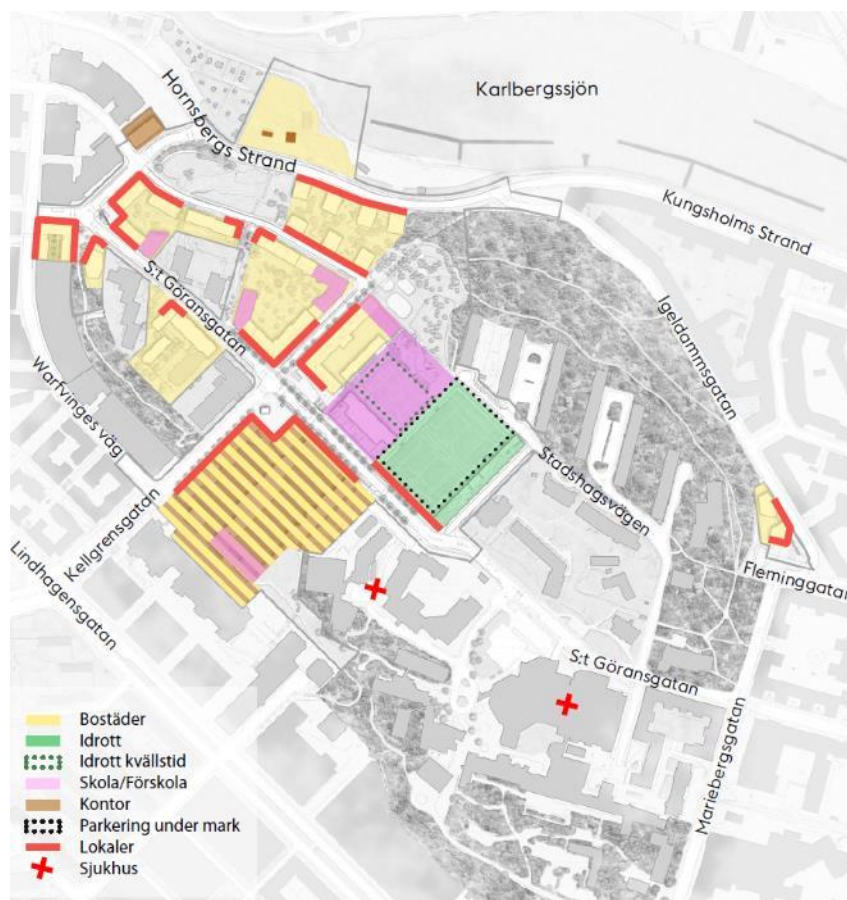 Karlbergssjön
Hornsbergs Strand
Kungsholms Strand
Igeldammsgatan
S:t Göransgatan
Warfvinges väg
Stadshagsvägen
Kellgrensgatan
Lindhagensgatan
Fleminggatan
S:t Göransgatan
Mariebergsgatan
Bostäder
Idrott
Idrott kvällstid
Skola/Förskola
Kontor
Parkering under mark
Lokaler
Sjukhus